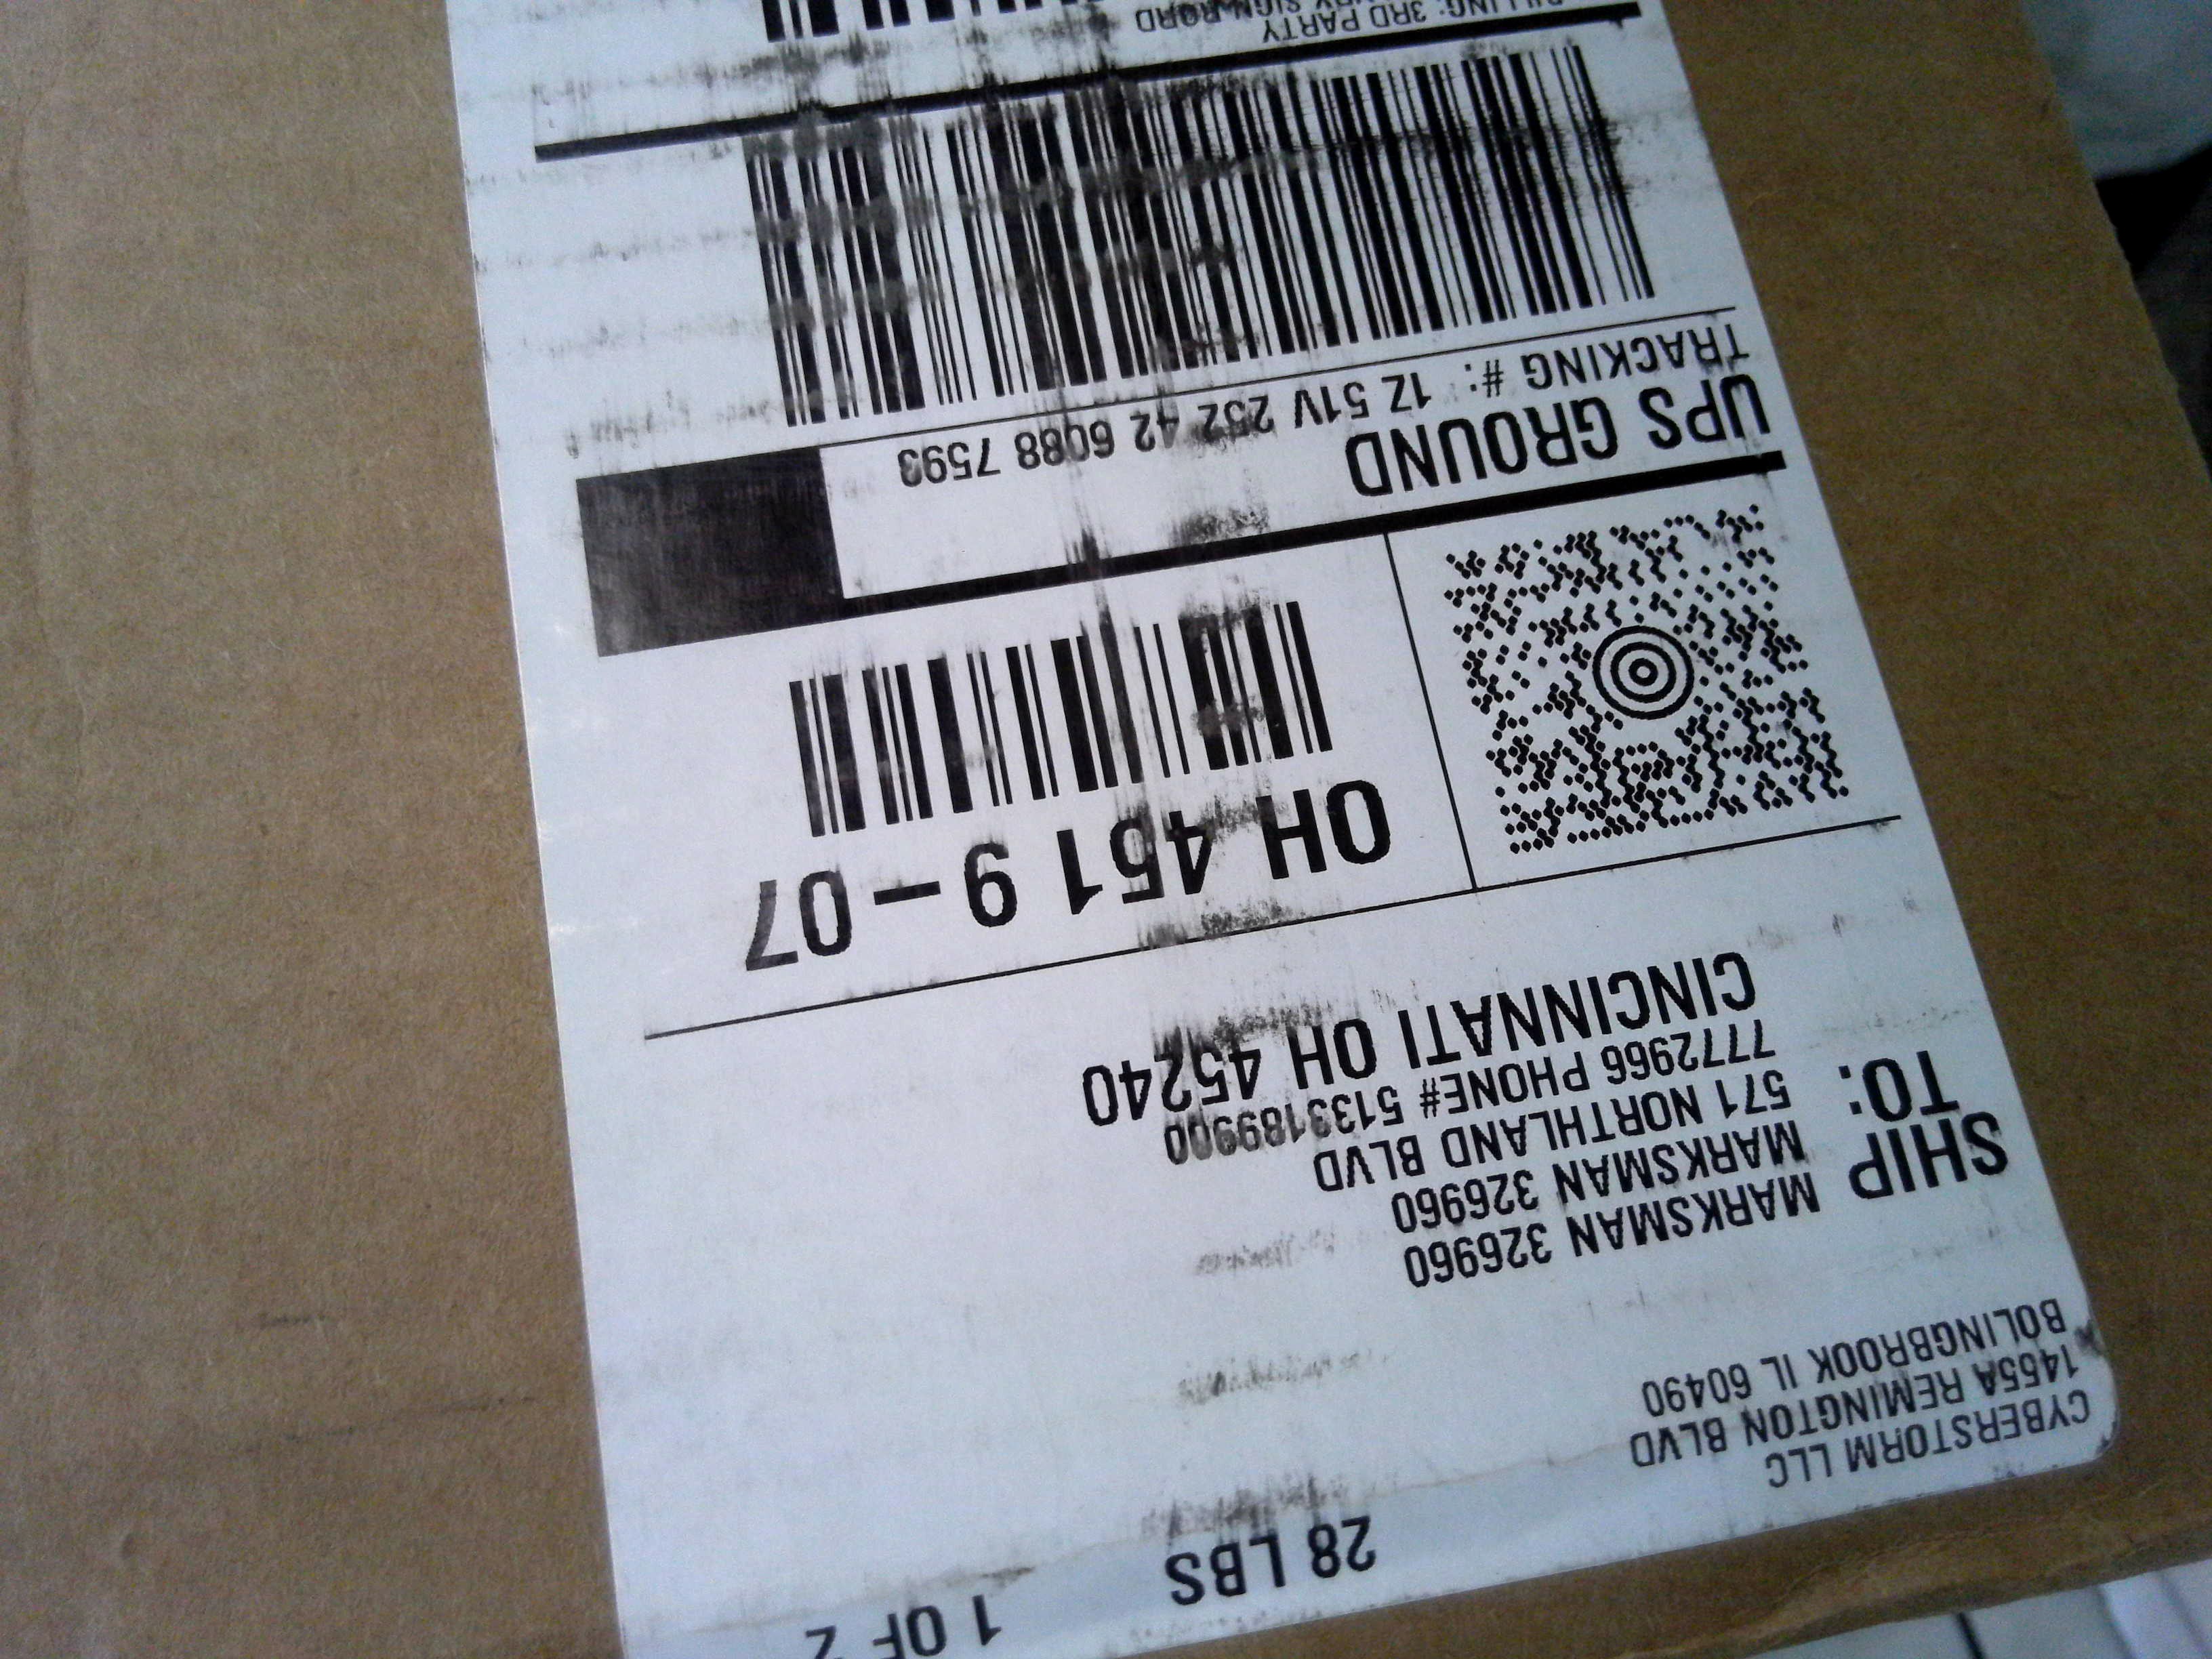 28 LBS
1 OF 2
CYBERSTORM LLC
1455A REMINGTON BLVD
BOLINGBROOK IL 60490
SHIP
TO:
MARKSMAN 326960
MARKSMAN 326960
571 NORTHLAND BLVD
7772966 PHONE# 5133189900
CINCINNATI OH 45240
OH 451 9-07
UPS GROUND
TRACKING #: 1Z 51V 252 42 6088 7593
BILLING: 3RD PARTY
SIGN RQRD